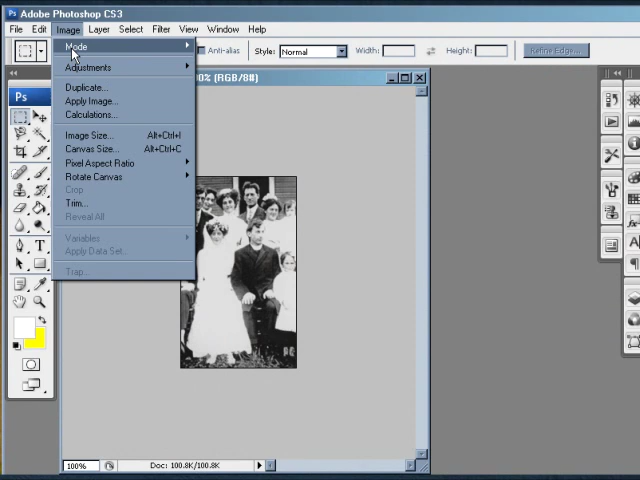 Ps Adobe Photoshop CS3
File Edit Image Layer Select Filter View Window Help
Anti-alias Style: Normal Width: Height: Refine Edge...
Mode
Adjustments
Duplicate...
Apply Image...
Calculations...
Image Size... Alt+Ctrl+I
Canvas Size... Alt+Ctrl+C
Pixel Aspect Ratio
Rotate Canvas
Crop
Trim...
Reveal All
Variables
Apply Data Set...
Trap...
0% (RGB/8#)
Ps
T
A
100% Doc: 100.8K/100.8K